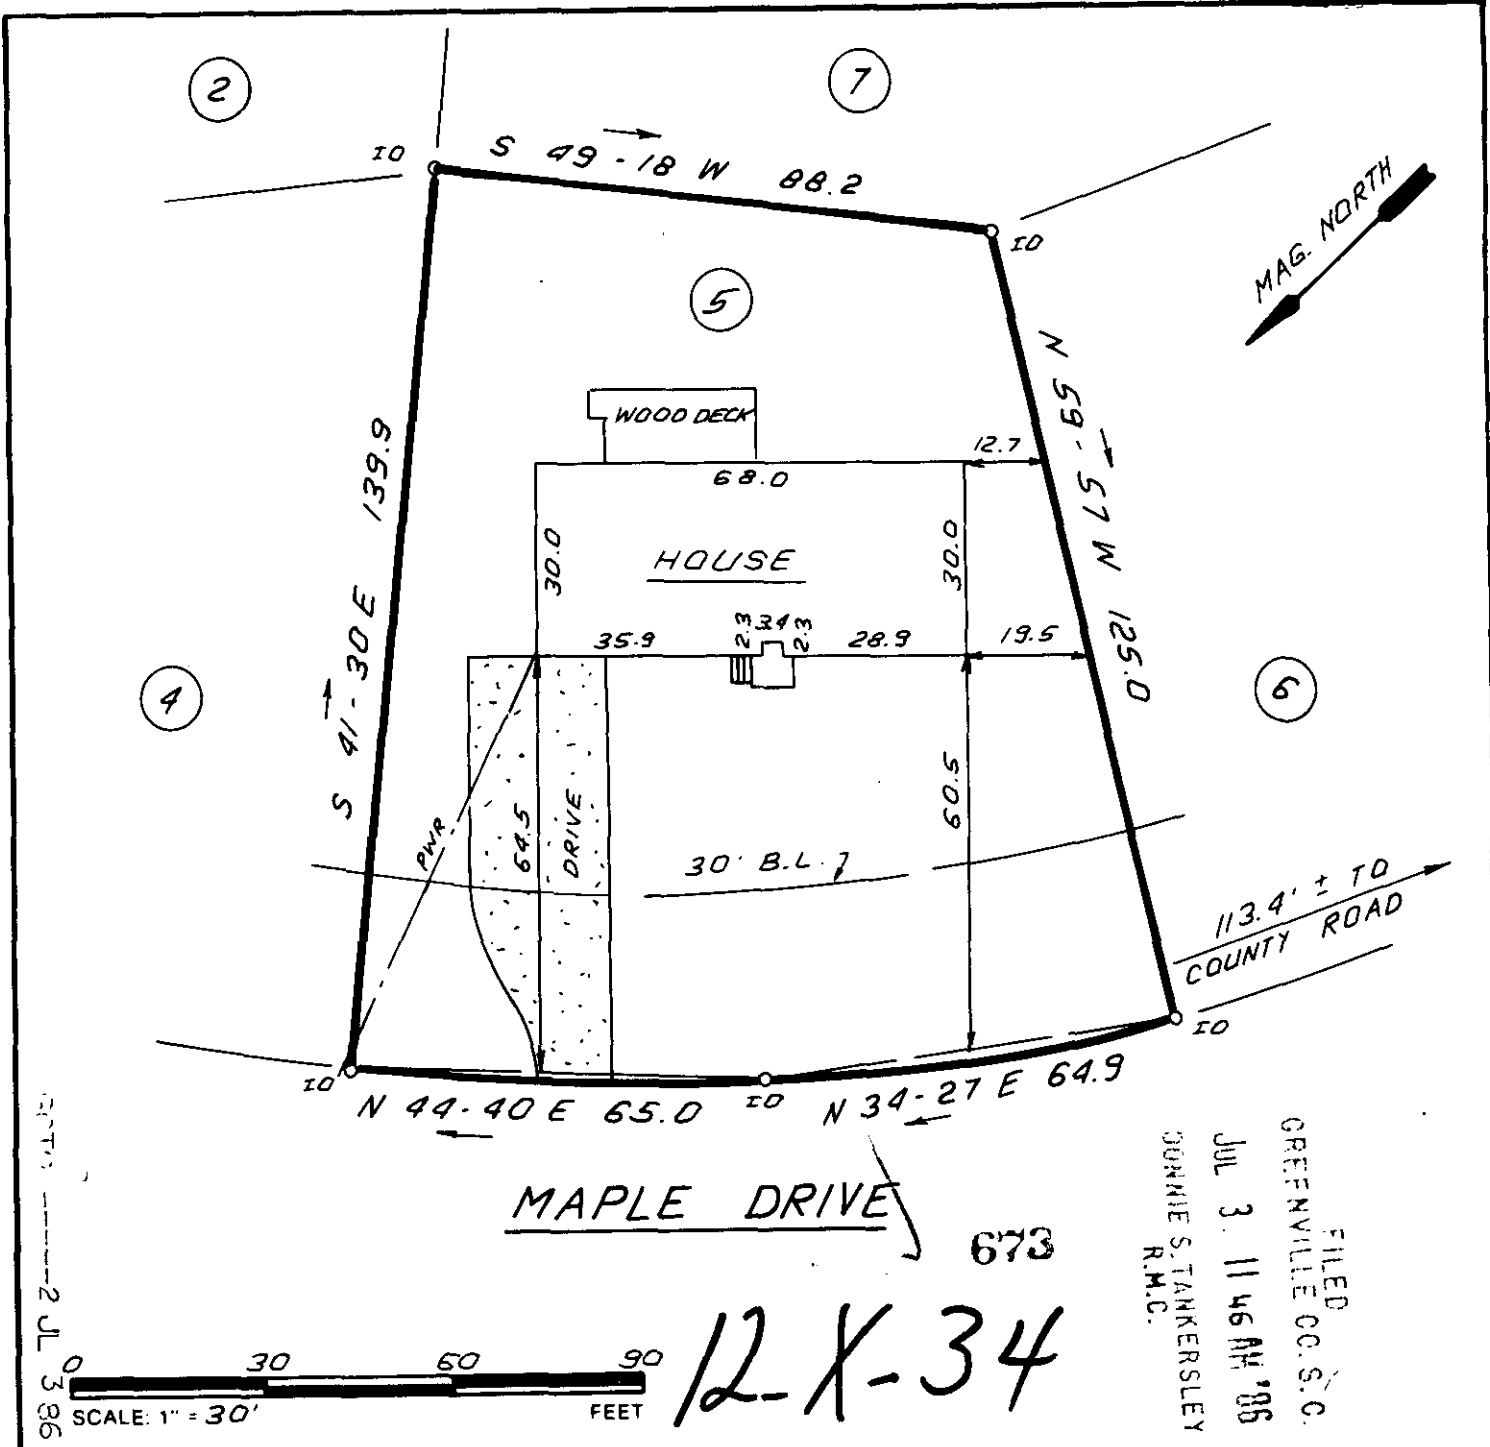 2
7
IO
S 49-18 W 88.2
IO
MAG. NORTH
5
N 59-57 W 125.0
WOOD DECK
12.7
68.0
S 41-30 E 139.9
30.0
HOUSE
30.0
35.9
2.3
3.4
2.3
28.9
19.5
4
6
PWR
64.5
DRIVE
60.5
30' B.L.
113.4' ± TO
COUNTY ROAD
IO
IO
IO
N 44-40 E 65.0
N 34-27 E 64.9
MAPLE DRIVE
673
12-X-34
FILED
GREENVILLE CO. S. C.
JUL 3 11 46 AM '86
DONNIE S. TANKERSLEY
R.M.C.
2 JL 3 86
0 30 60 90
SCALE: 1" = 30' FEET